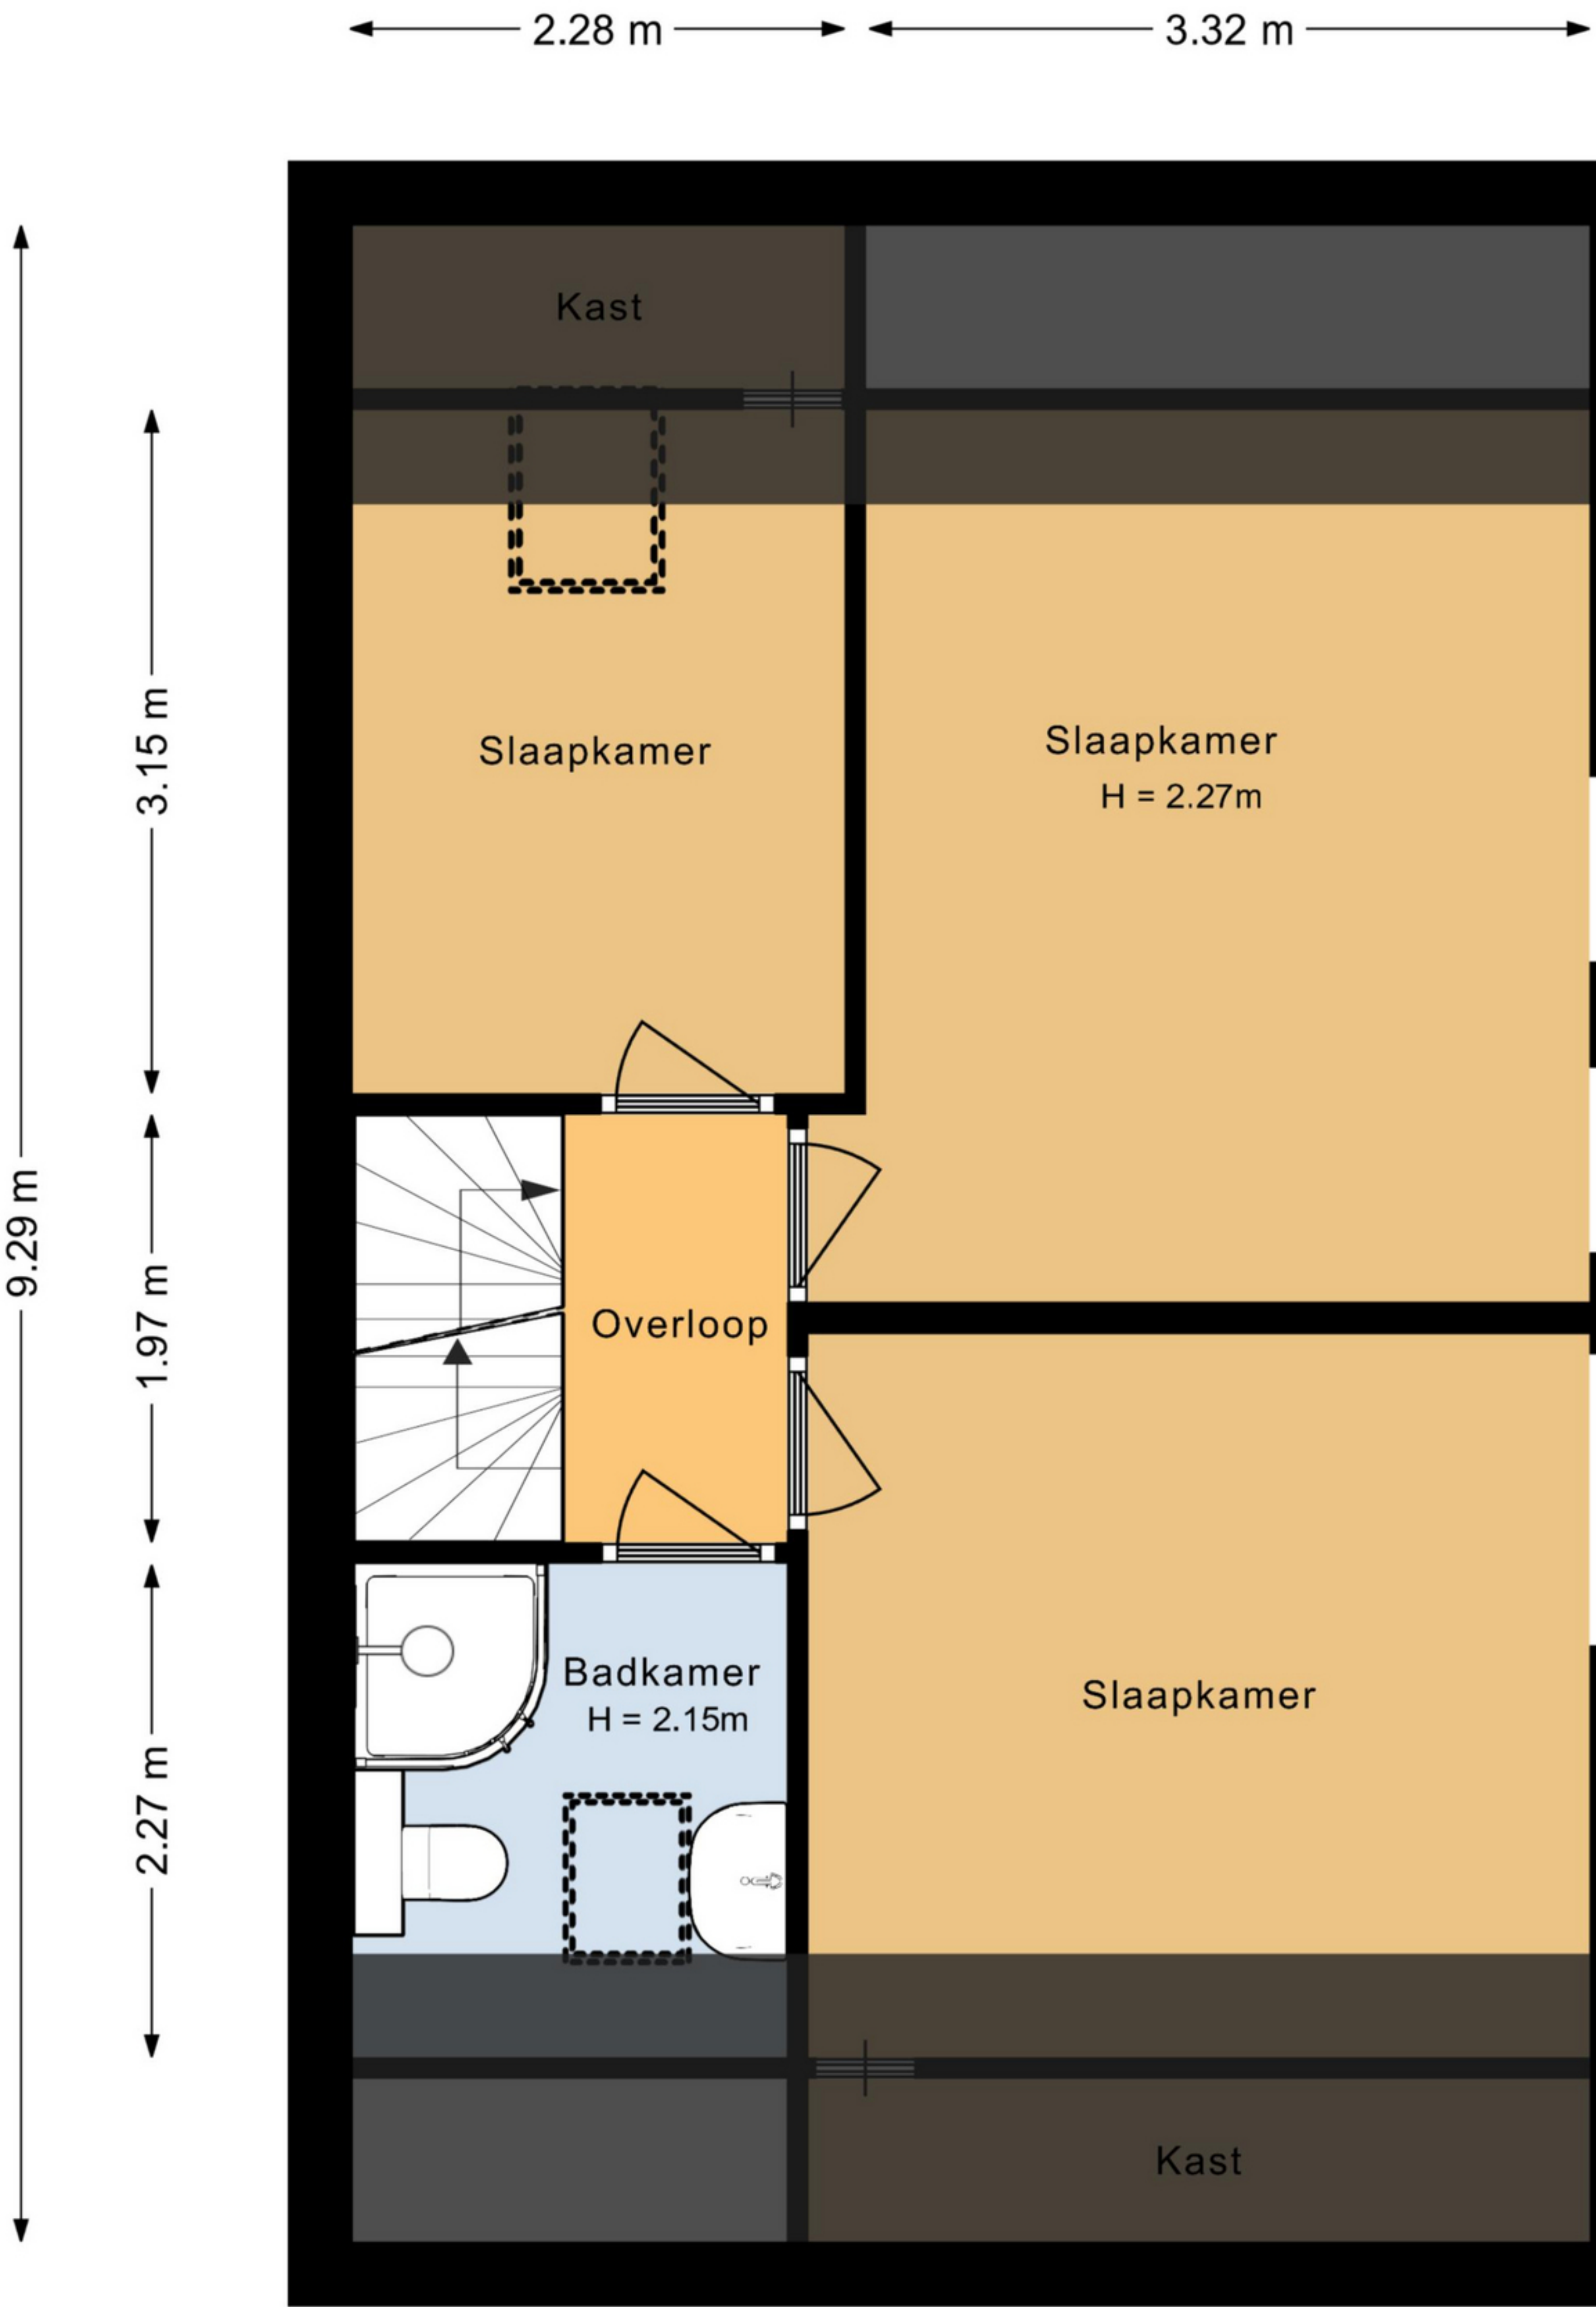 2.28 m
3.32 m
Kast
Slaapkamer
Slaapkamer
H = 2.27m
3.15 m
9.29 m
1.97 m
Overloop
Badkamer
H = 2.15m
Slaapkamer
2.27 m
Kast